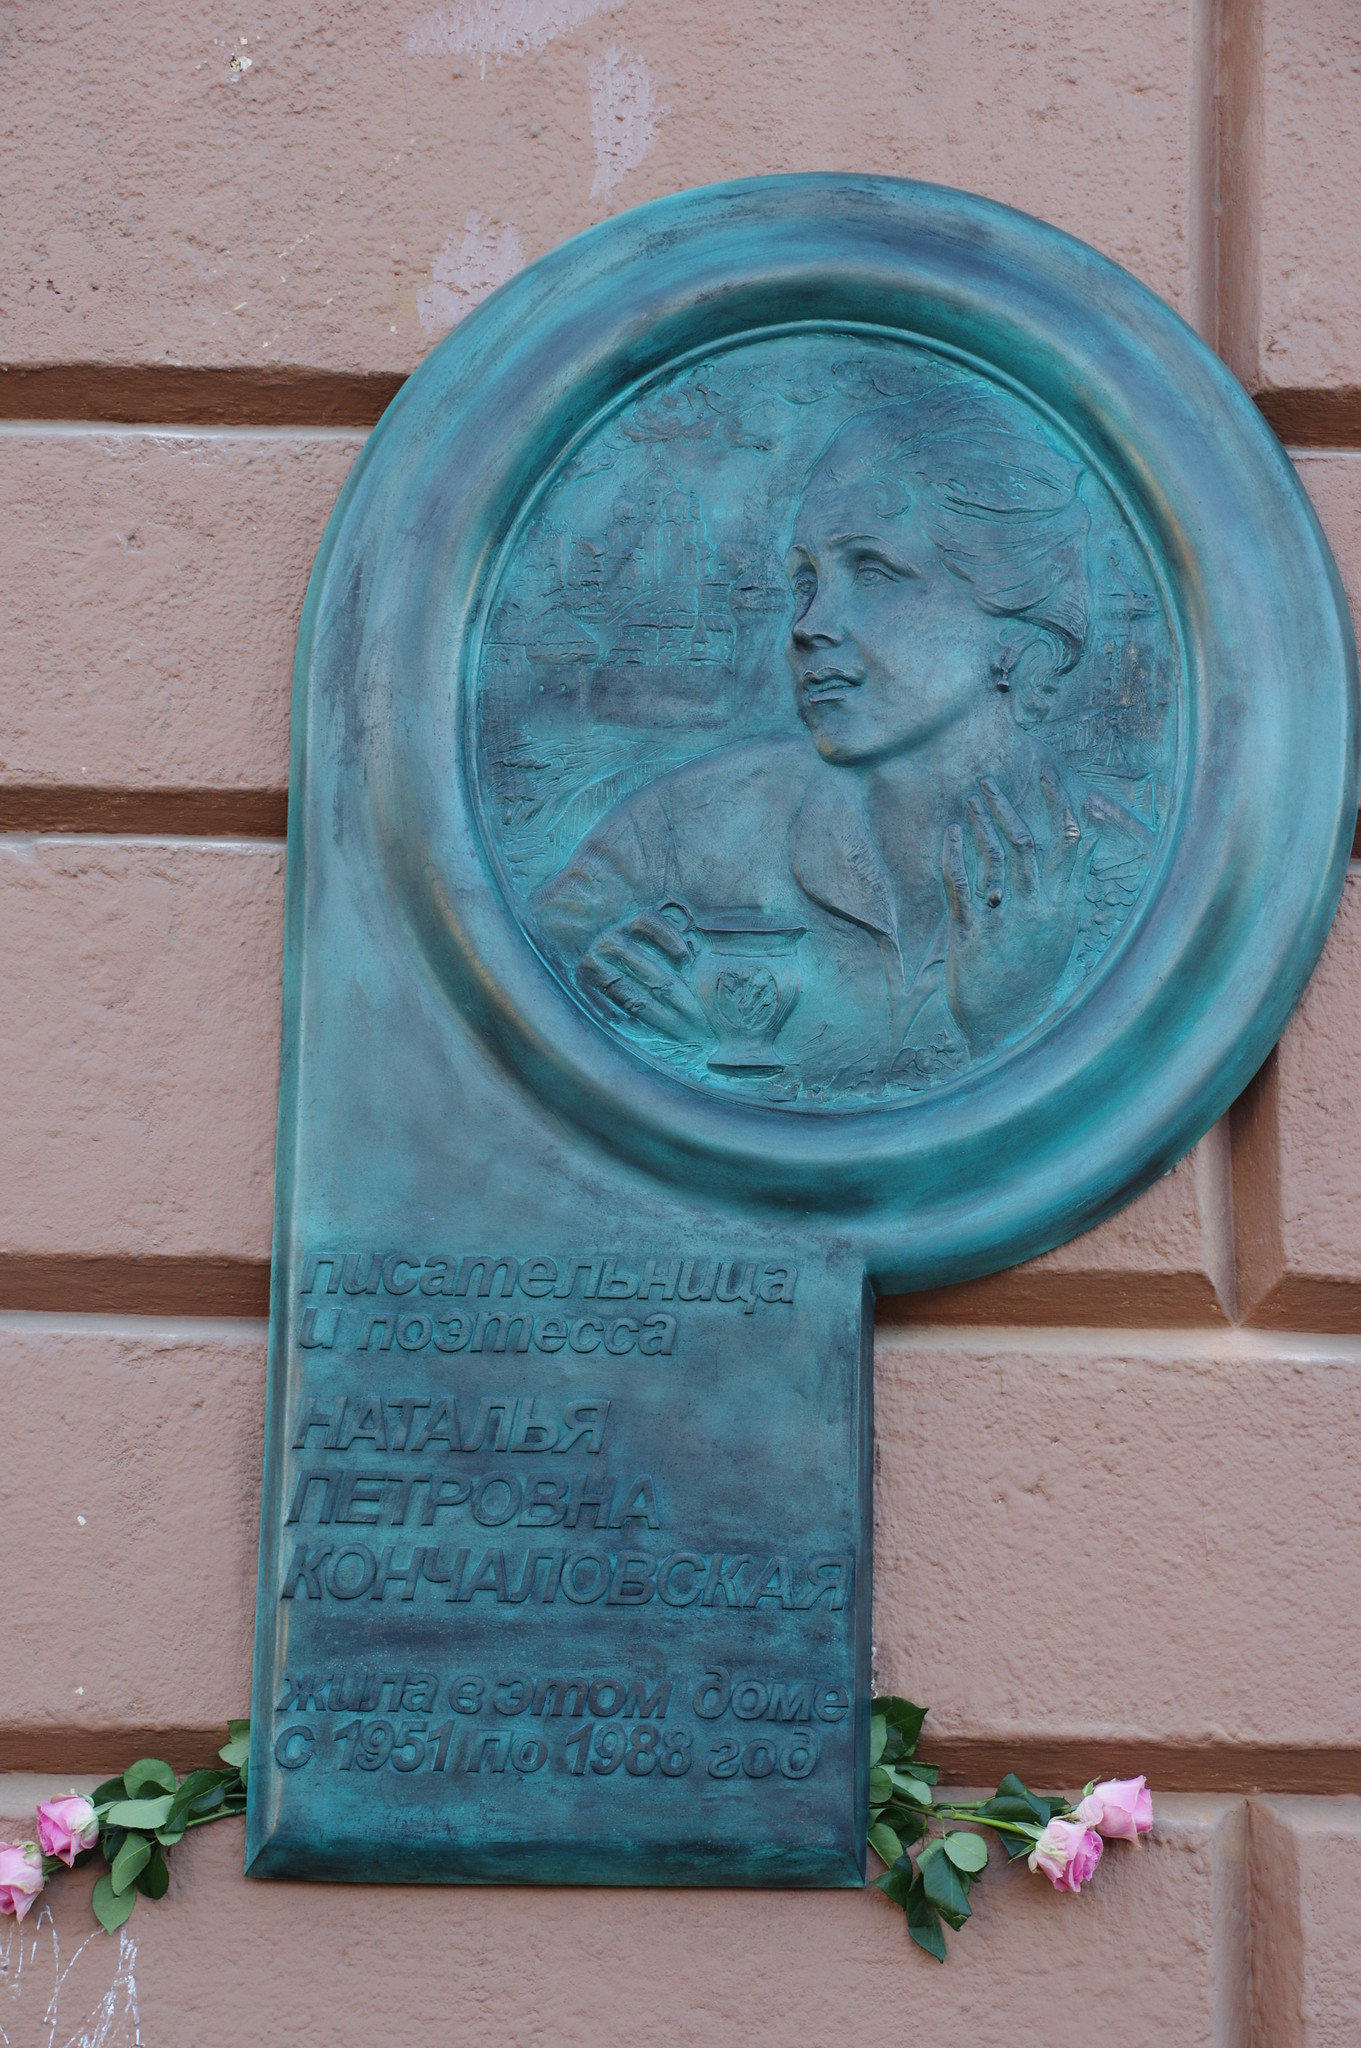 писательница
и поэтесса
НАТАЛЬЯ
ПЕТРОВНА
КОНЧАЛОВСКАЯ
жила в этом доме
с 1951 по 1988 год